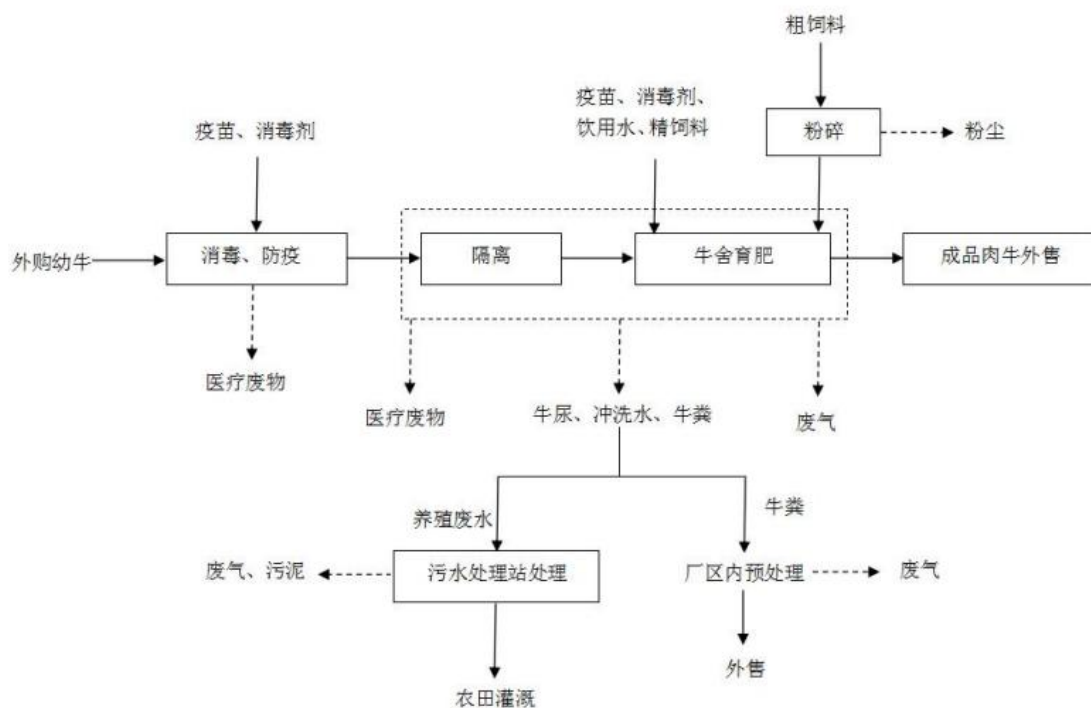 粗饲料
疫苗、消毒剂、
饮用水、精饲料
疫苗、消毒剂
粉碎
粉尘
外购幼牛
消毒、防疫
隔离
牛舍育肥
成品肉牛外售
医疗废物
医疗废物
牛尿、冲洗水、牛粪
废气
养殖废水
牛粪
废气、污泥
污水处理站处理
厂区内预处理
废气
外售
农田灌溉